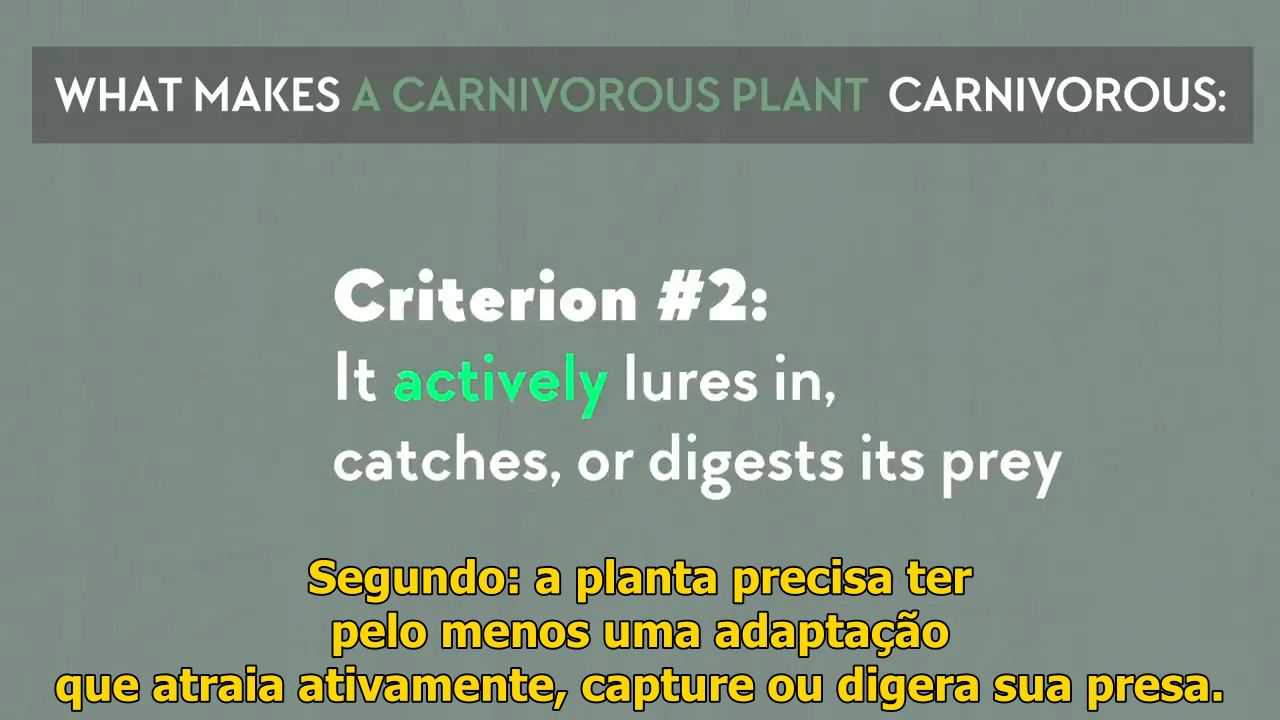 WHAT MAKES A CARNIVOROUS PLANT CARNIVOROUS:
Criterion #2:
It actively lures in,
catches, or digests its prey
Segundo: a planta precisa ter
pelo menos uma adaptação
que atraia ativamente, capture ou digera sua presa.